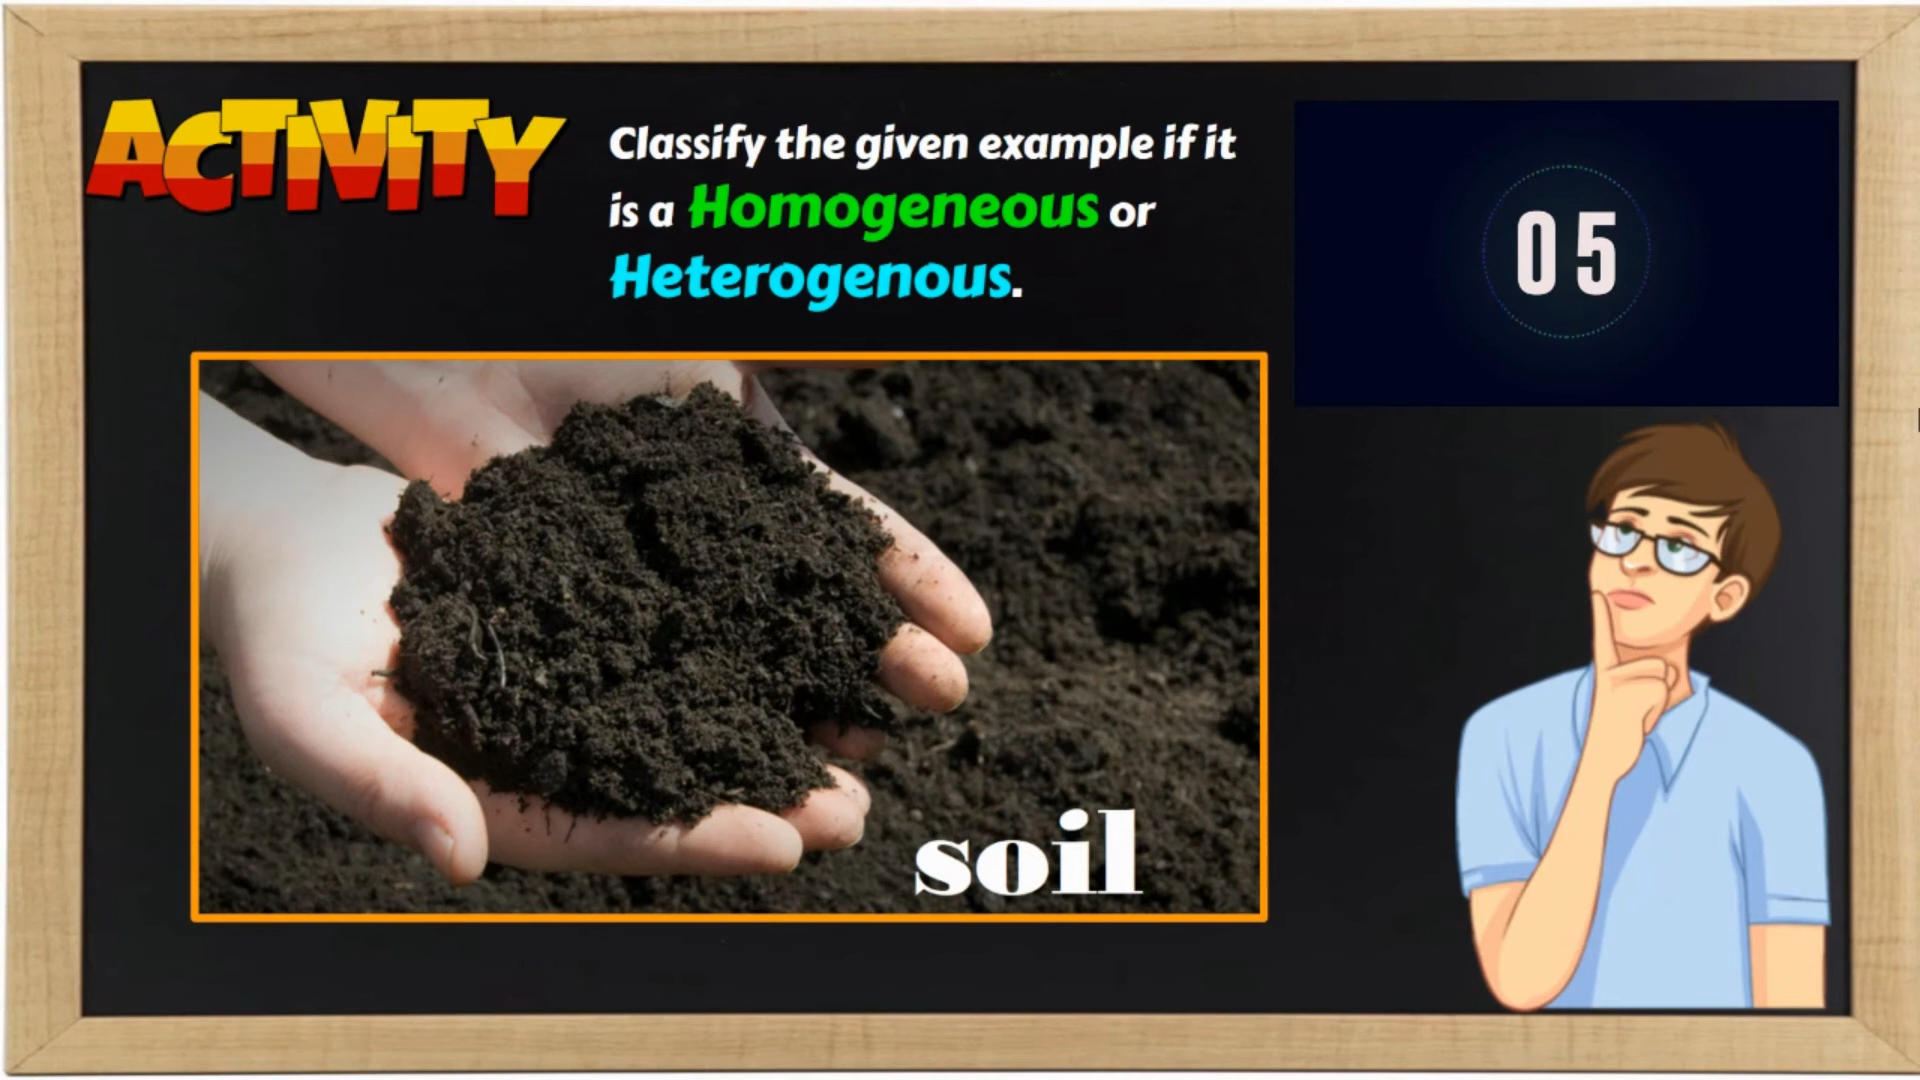 ACTIVITY
Classify the given example if it
is a Homogeneous or
Heterogenous.
05
soil